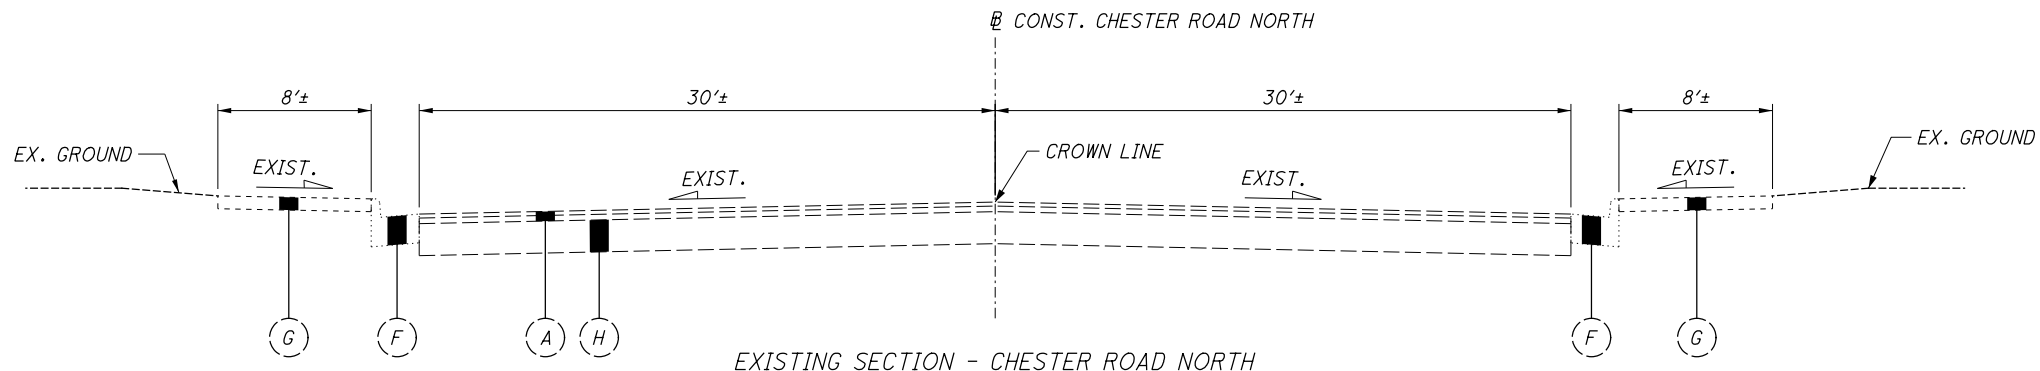 ℄ CONST. CHESTER ROAD NORTH
8'± 30'± 30'± 8'±
EX. GROUND EXIST. EXIST. CROWN LINE EXIST. EXIST. EX. GROUND
G F A H F G
EXISTING SECTION - CHESTER ROAD NORTH